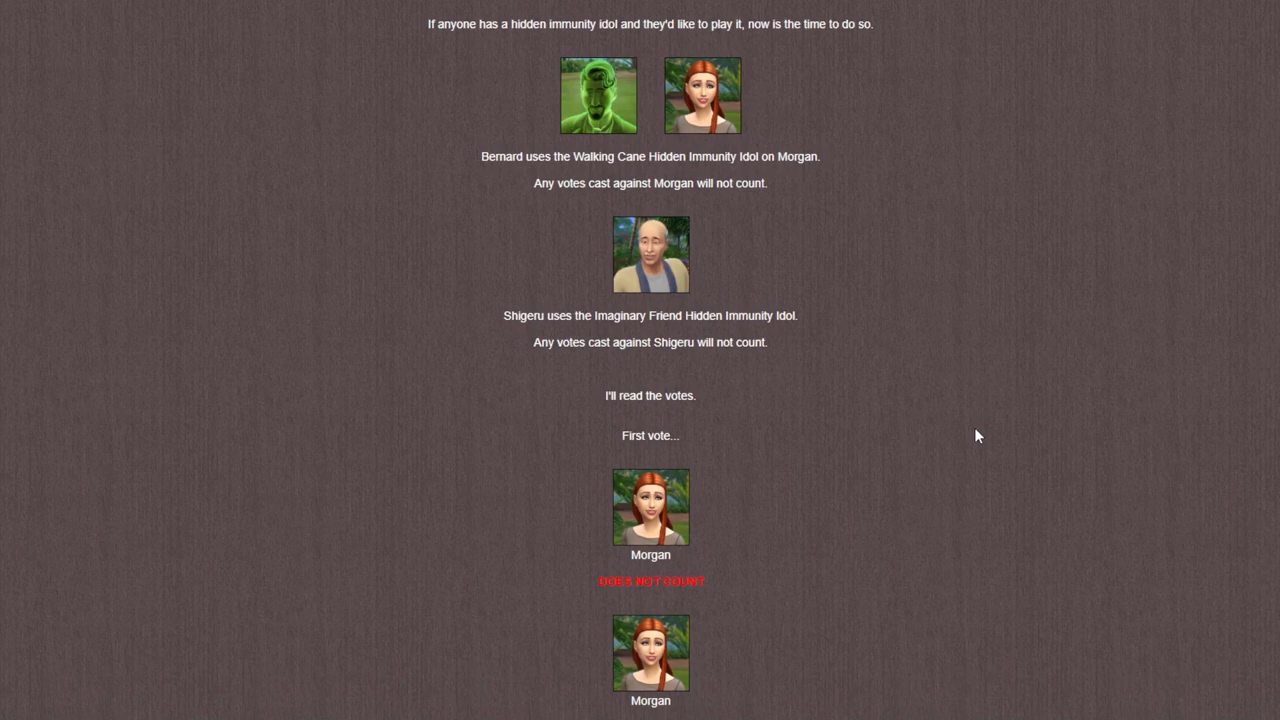 If anyone has a hidden immunity idol and they'd like to play it, now is the time to do so.
Bernard uses the Walking Cane Hidden Immunity Idol on Morgan.
Any votes cast against Morgan will not count.
Shigeru uses the Imaginary Friend Hidden Immunity Idol.
Any votes cast against Shigeru will not count.
I'll read the votes.
First vote...
Morgan
DOES NOT COUNT
Morgan